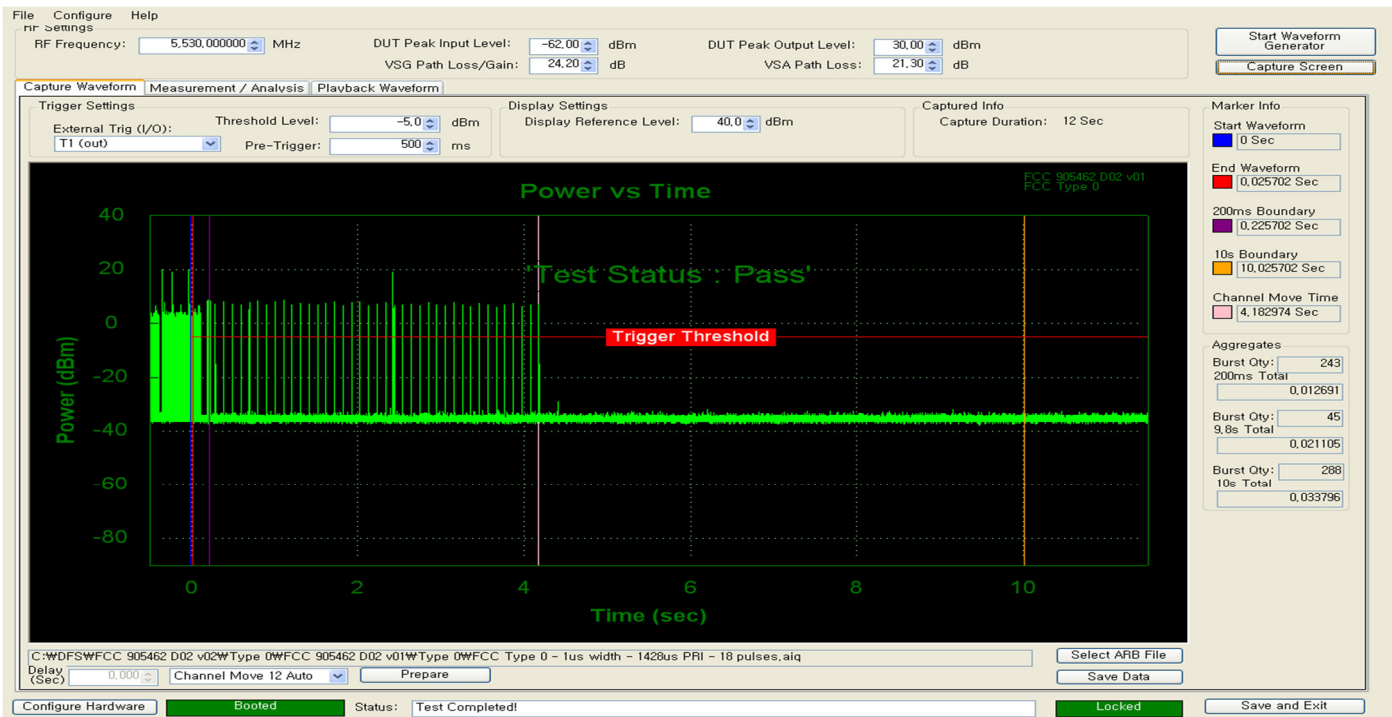 File Configure Help
RF Settings
RF Frequency: 5,530,000000 MHz DUT Peak Input Level: -62,00 dBm DUT Peak Output Level: 30,00 dBm
VSG Path Loss/Gain: 24,20 dB VSA Path Loss: 21,30 dB
Start Waveform Generator
Capture Screen
Capture Waveform Measurement / Analysis Playback Waveform
Trigger Settings
External Trig (I/O): Threshold Level: -5,0 dBm
T1 (out) Pre-Trigger: 500 ms
Display Settings
Display Reference Level: 40,0 dBm
Captured Info
Capture Duration: 12 Sec
Marker Info
Start Waveform
0 Sec
End Waveform
0,025702 Sec
200ms Boundary
0,225702 Sec
10s Boundary
10,025702 Sec
Channel Move Time
4,182974 Sec
Aggregates
Burst Qty: 243
200ms Total
0,012691
Burst Qty: 45
9,8s Total
0,021105
Burst Qty: 288
10s Total
0,033796
Power vs Time
FCC 905462 D02 v01
FCC Type 0
'Test Status : Pass'
Trigger Threshold
Power (dBm)
40
20
0
-20
-40
-60
-80
0 2 4 6 8 10
Time (sec)
C:₩DFS₩FCC 905462 D02 v02₩Type 0₩FCC 905462 D02 v01₩Type 0₩FCC Type 0 - 1us width - 1428us PRI - 18 pulses,aiq
Select ARB File
Delay (Sec) 0,000 Channel Move 12 Auto Prepare
Save Data
Configure Hardware Booted Status: Test Completed! Locked Save and Exit